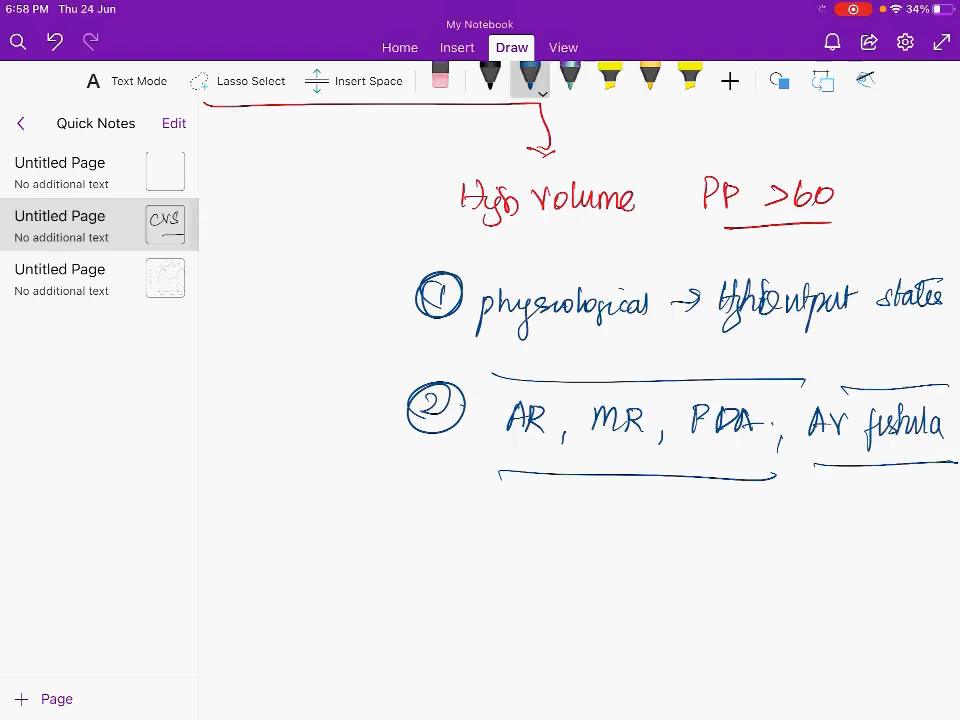 6:58 PM Thu 24 Jun 34%
My Notebook
Home Insert Draw View
A Text Mode Lasso Select Insert Space
Quick Notes Edit
Untitled Page
No additional text
Untitled Page
No additional text
CNS
Untitled Page
No additional text
High volume PP >60
① physiological → High output states
② AR, MR, PDA, AV fistula
+ Page